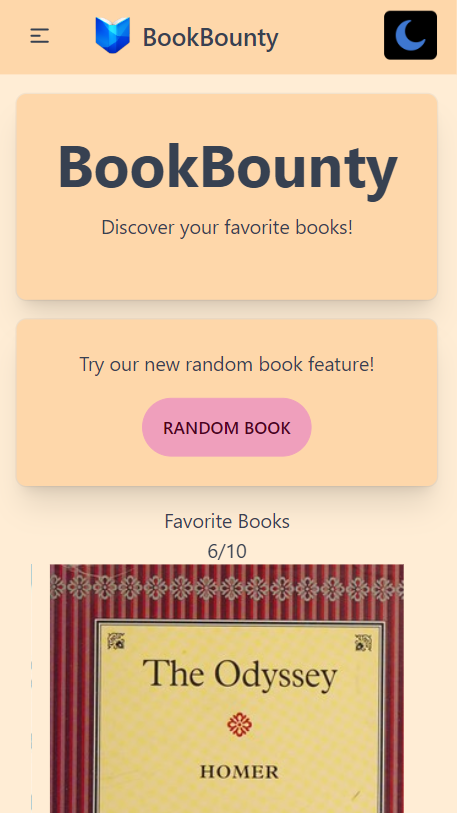 BookBounty
BookBounty
Discover your favorite books!
Try our new random book feature!
RANDOM BOOK
Favorite Books
6/10
The Odyssey
HOMER